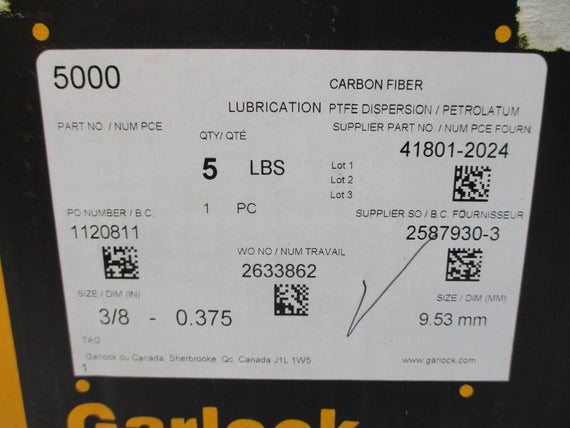 5000
CARBON FIBER
LUBRICATION PTFE DISPERSION / PETROLATUM
PART NO. / NUM PCE
QTY/ QTÉ
SUPPLIER PART NO. / NUM PCE FOURN.
5 LBS
Lot 1
Lot 2
Lot 3
41801-2024
1 PC
PO NUMBER / B.C.
SUPPLIER SO / B.C. FOURNISSEUR
1120811
2587930-3
WO NO / NUM TRAVAIL
2633862
SIZE / DIM (IN)
SIZE / DIM (MM)
3/8 - 0.375
9.53 mm
TAG
Garlock du Canada, Sherbrooke, Qc, Canada J1L 1W5
www.garlock.com
1
Garlock